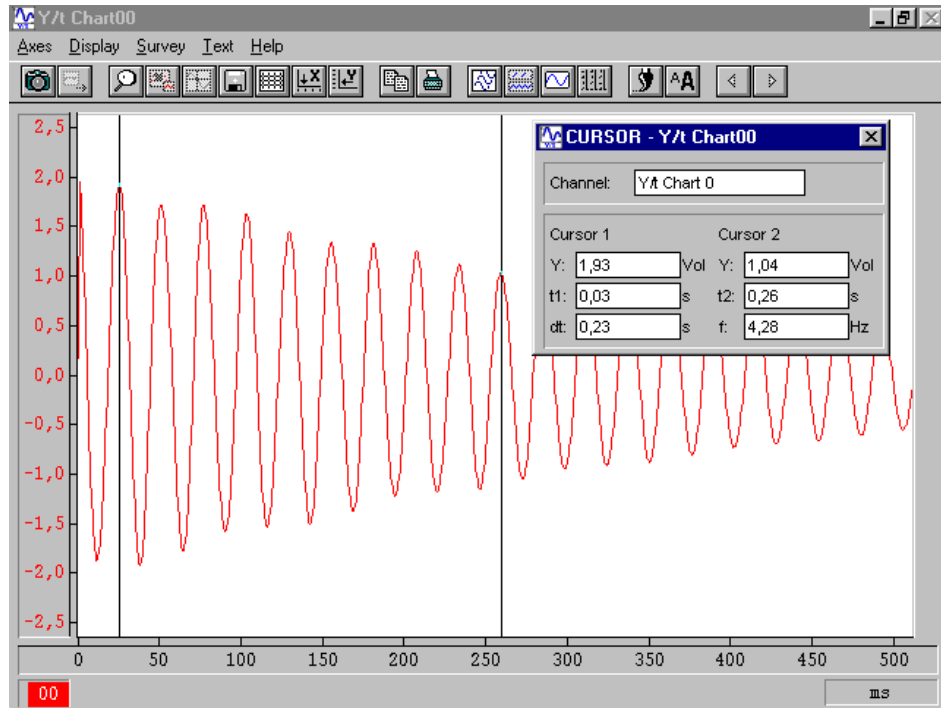 Y/t Chart00
Axes Display Survey Text Help
X Y AA
CURSOR - Y/t Chart00
Channel: Y/t Chart 0
Cursor 1 Cursor 2
Y: 1,93 Vol Y: 1,04 Vol
t1: 0,03 s t2: 0,26 s
dt: 0,23 s f: 4,28 Hz
2,5
2,0
1,5
1,0
0,5
0,0
-0,5
-1,0
-1,5
-2,0
-2,5
0 50 100 150 200 250 300 350 400 450 500
00 ms